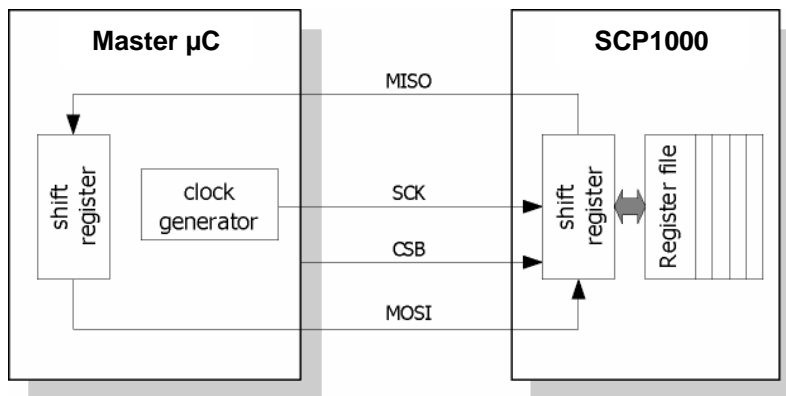 Master µC
SCP1000
MISO
shift
register
clock
generator
SCK
CSB
MOSI
shift
register
Register file